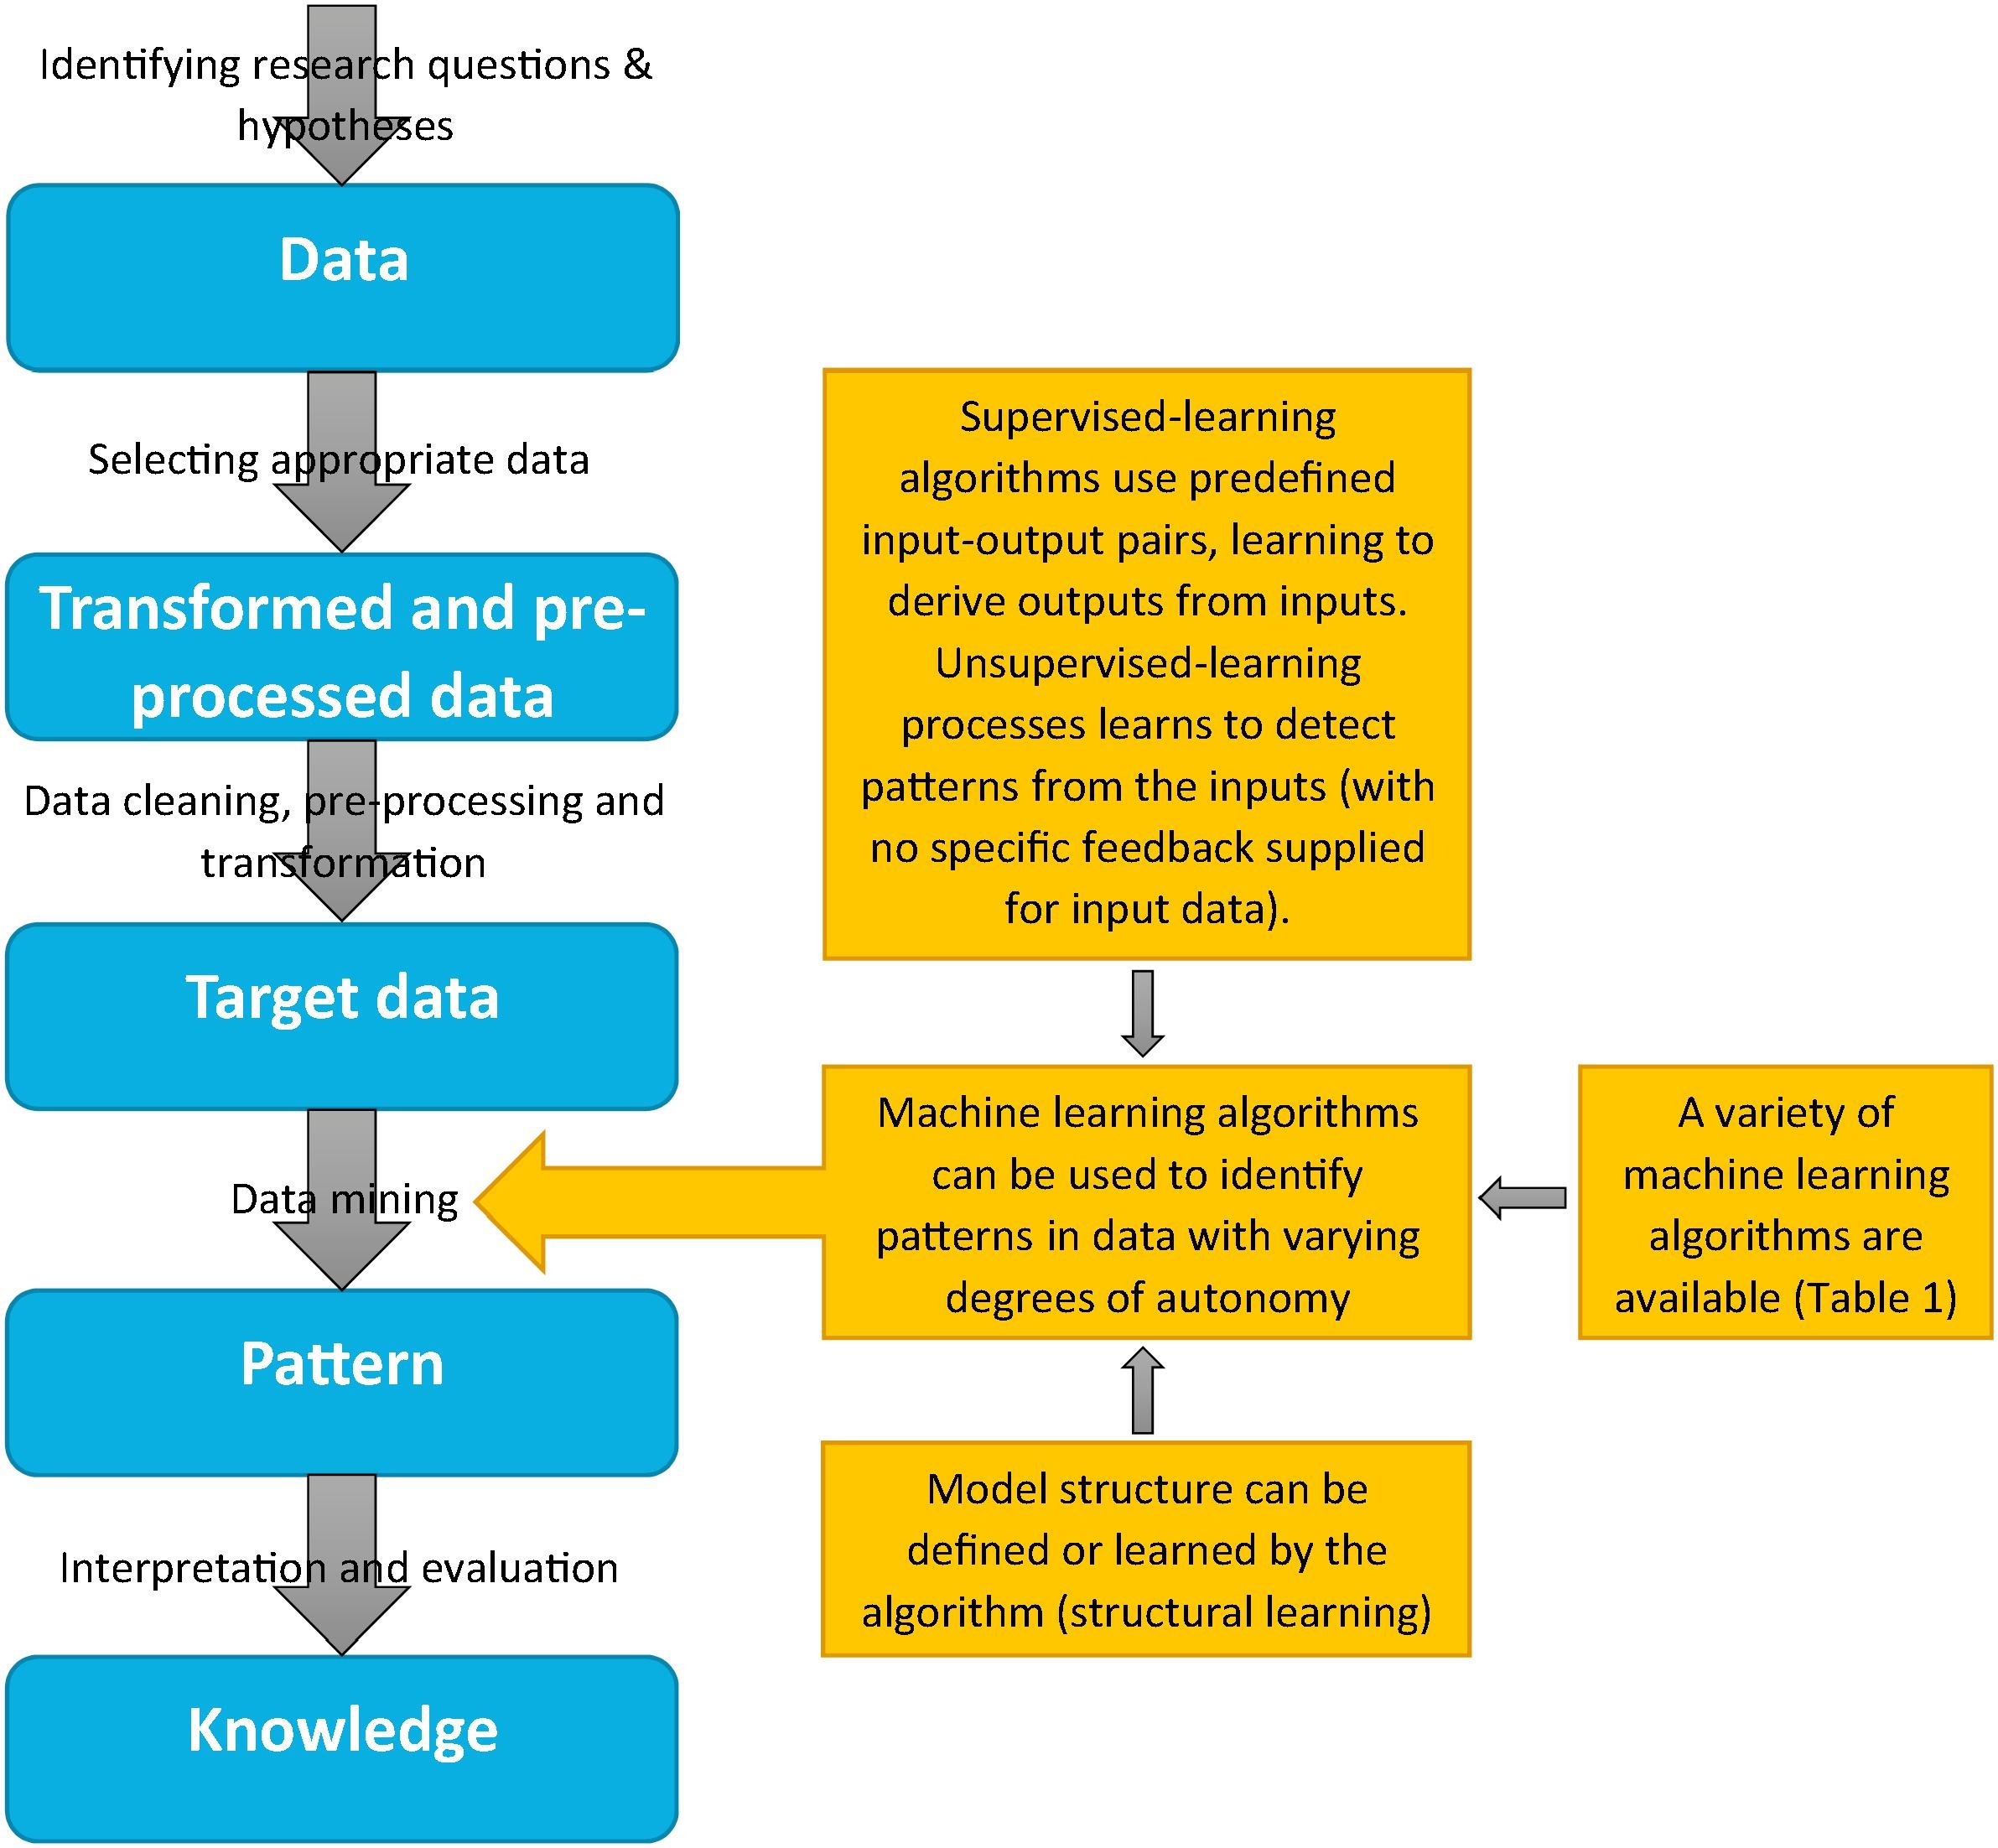 Identifying research questions &
hypotheses
Data
Selecting appropriate data
Transformed and pre-
processed data
Data cleaning, pre-processing and
transformation
Target data
Data mining
Pattern
Interpretation and evaluation
Knowledge
Supervised-learning
algorithms use predefined
input-output pairs, learning to
derive outputs from inputs.
Unsupervised-learning
processes learns to detect
patterns from the inputs (with
no specific feedback supplied
for input data).
Machine learning algorithms
can be used to identify
patterns in data with varying
degrees of autonomy
A variety of
machine learning
algorithms are
available (Table 1)
Model structure can be
defined or learned by the
algorithm (structural learning)